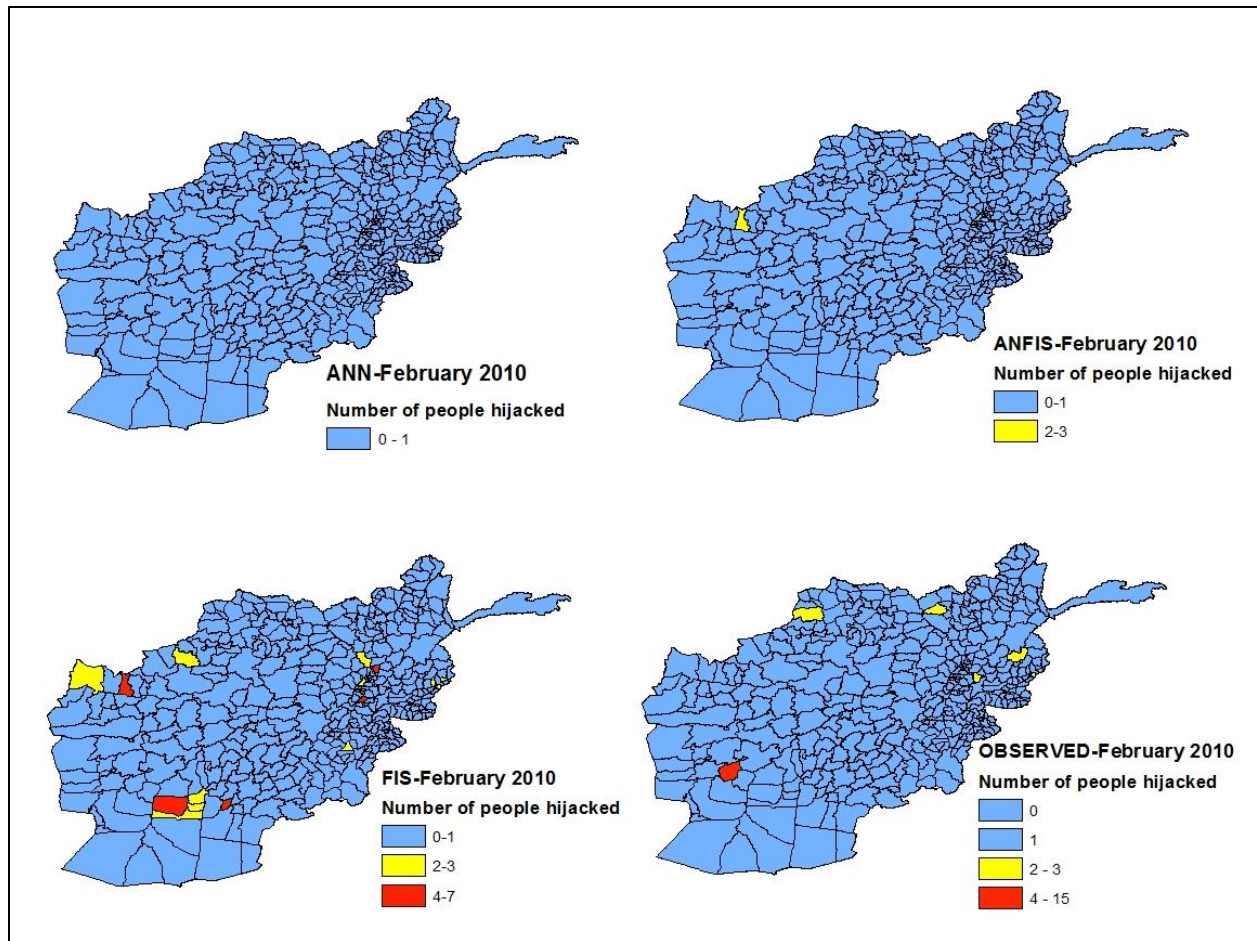 ANN-February 2010
Number of people hijacked
0 - 1
ANFIS-February 2010
Number of people hijacked
0-1
2-3
FIS-February 2010
Number of people hijacked
0-1
2-3
4-7
OBSERVED-February 2010
Number of people hijacked
0
1
2 - 3
4 - 15